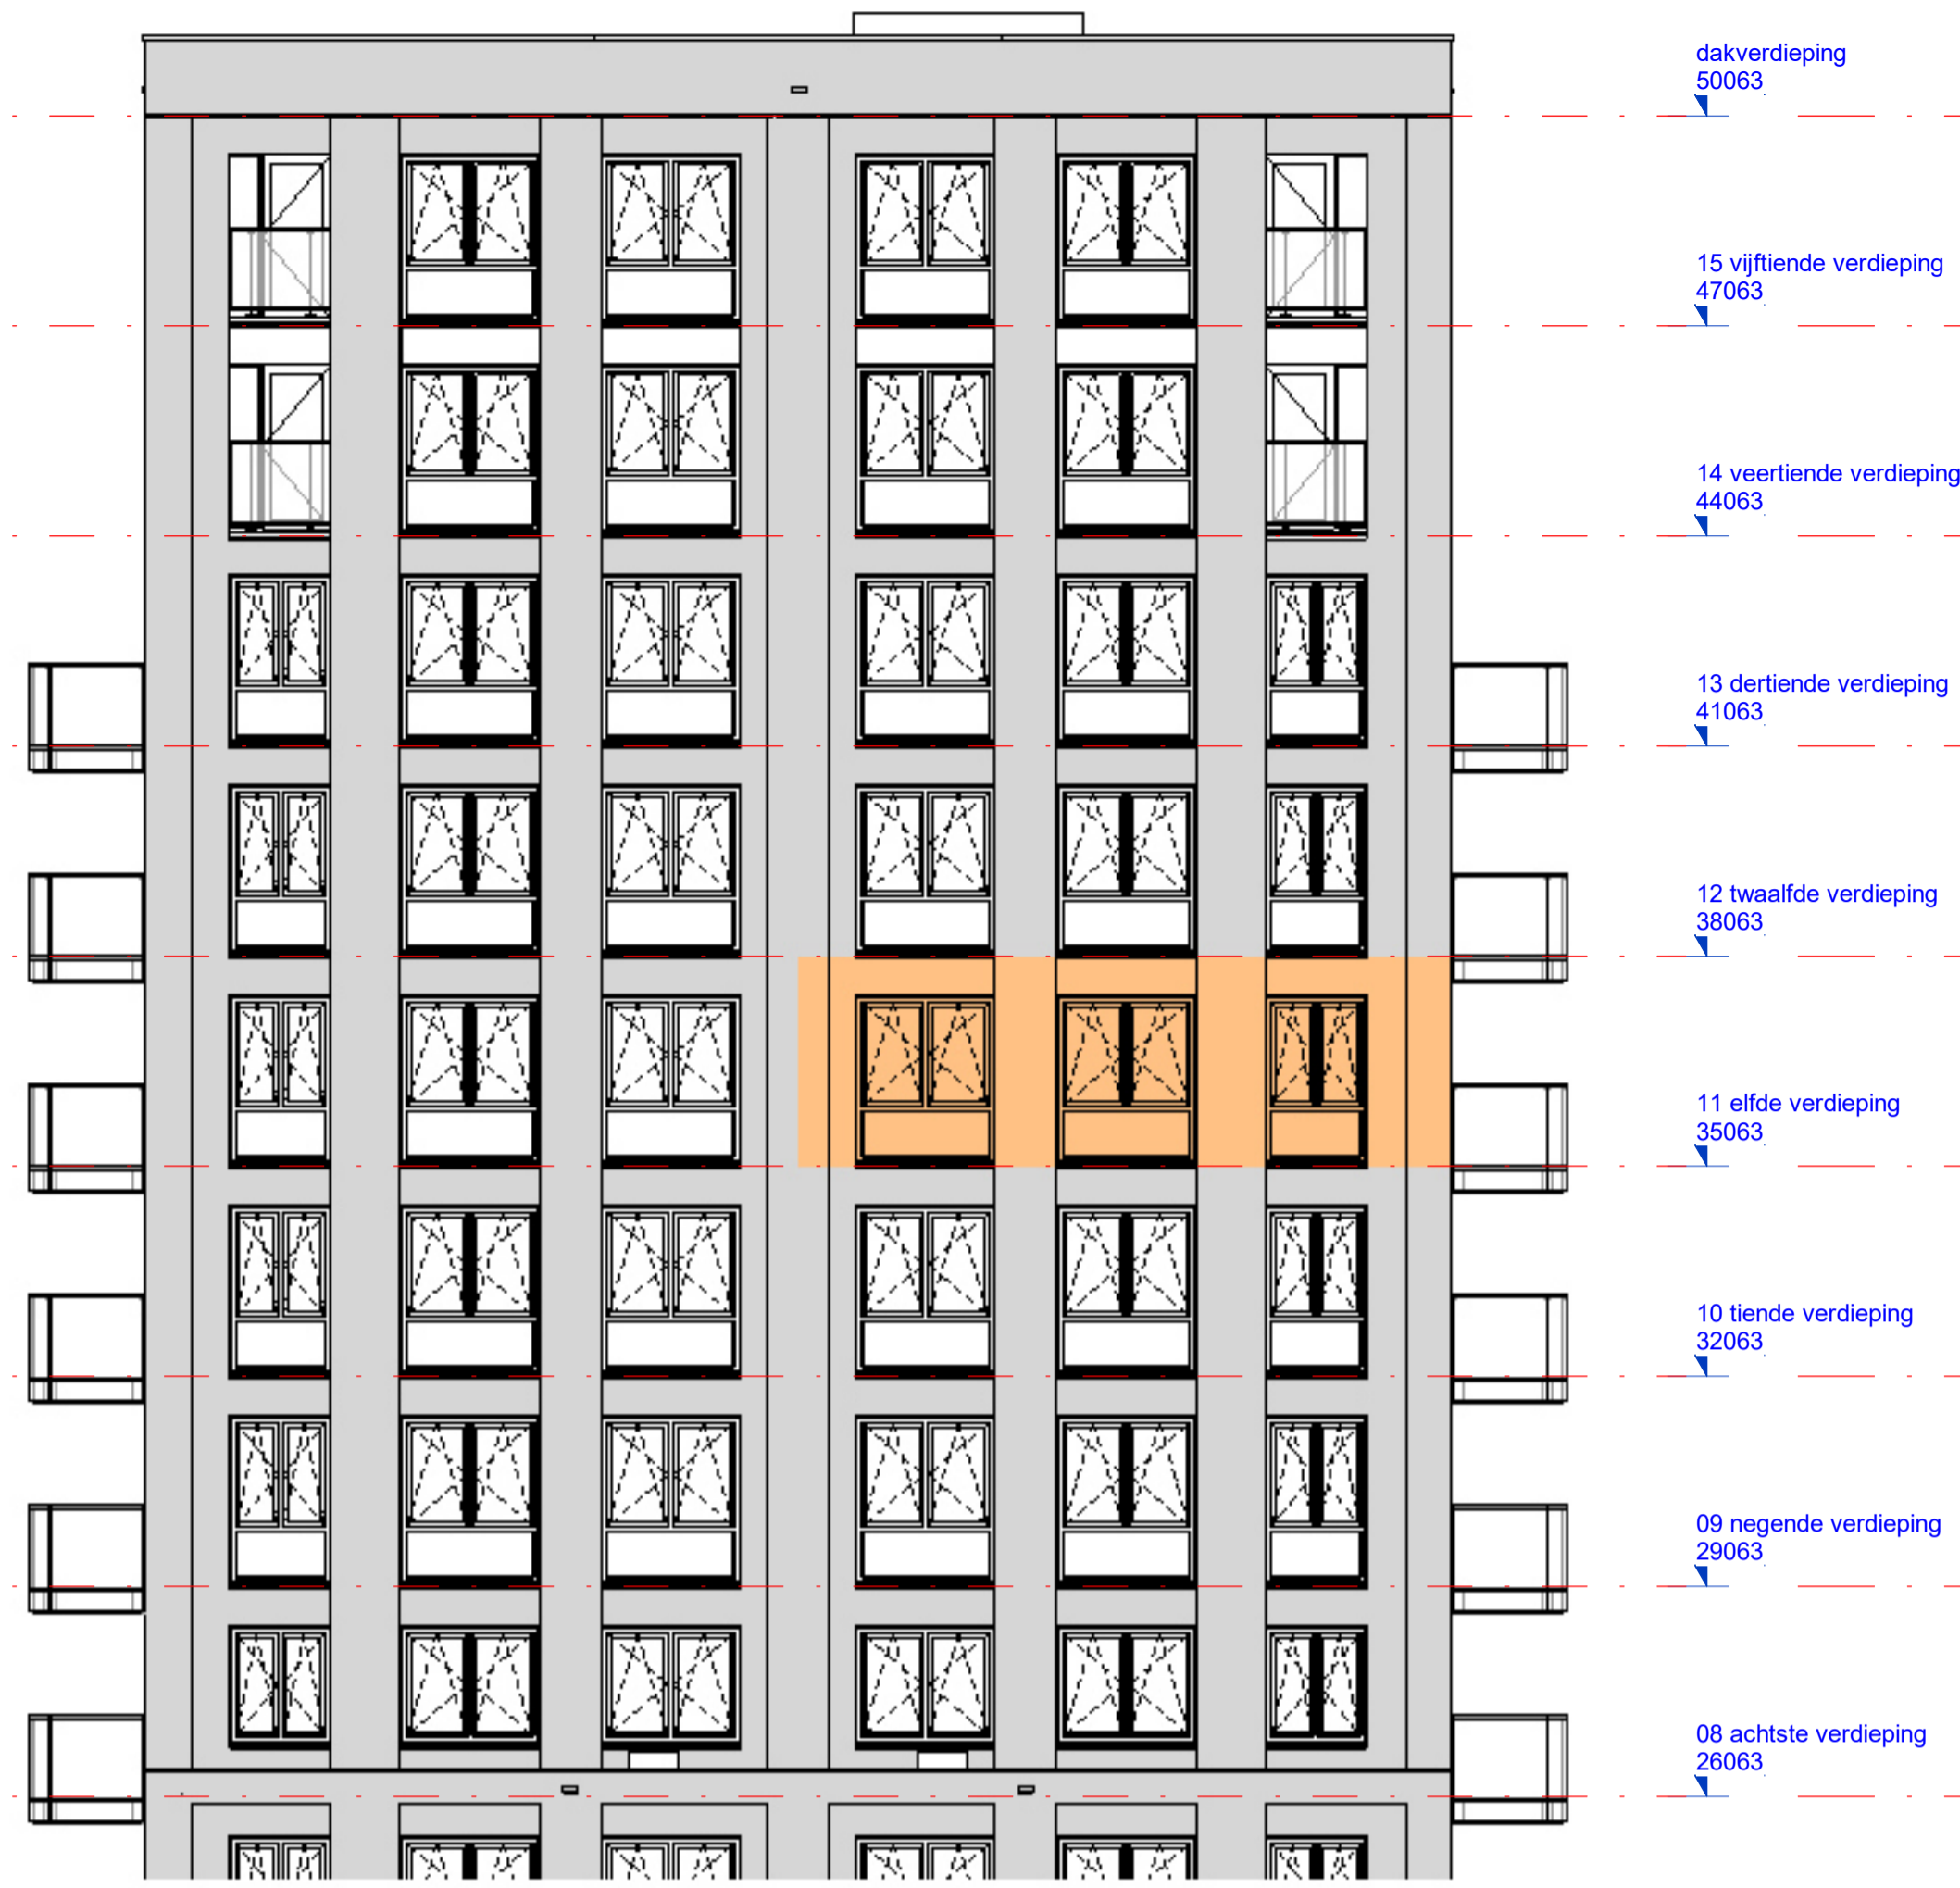 dakverdieping
50063
15 vijftiende verdieping
47063
14 veertiende verdieping
44063
13 dertiende verdieping
41063
12 twaalfde verdieping
38063
11 elfde verdieping
35063
10 tiende verdieping
32063
09 negende verdieping
29063
08 achtste verdieping
26063